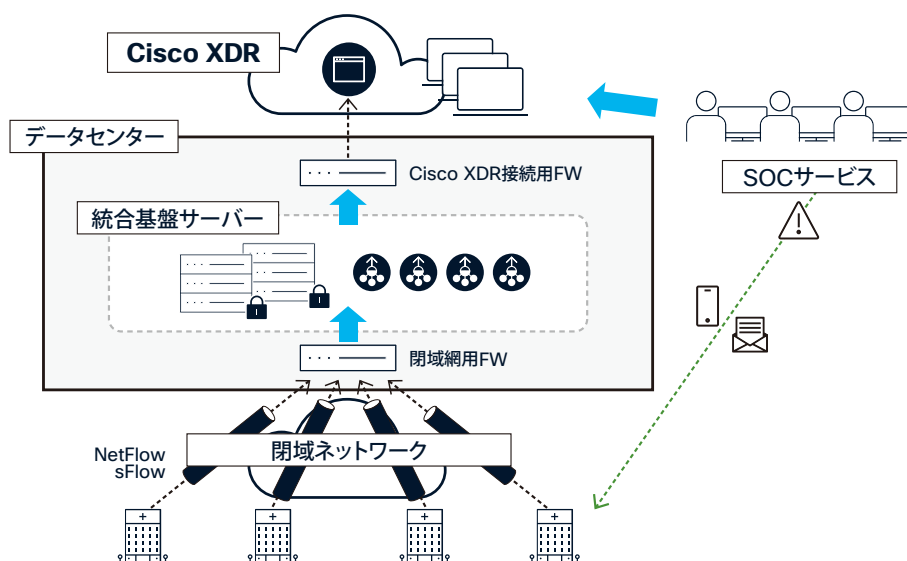 Cisco XDR
データセンター
Cisco XDR接続用FW
SOCサービス
統合基盤サーバー
閉域網用FW
閉域ネットワーク
NetFlow
sFlow